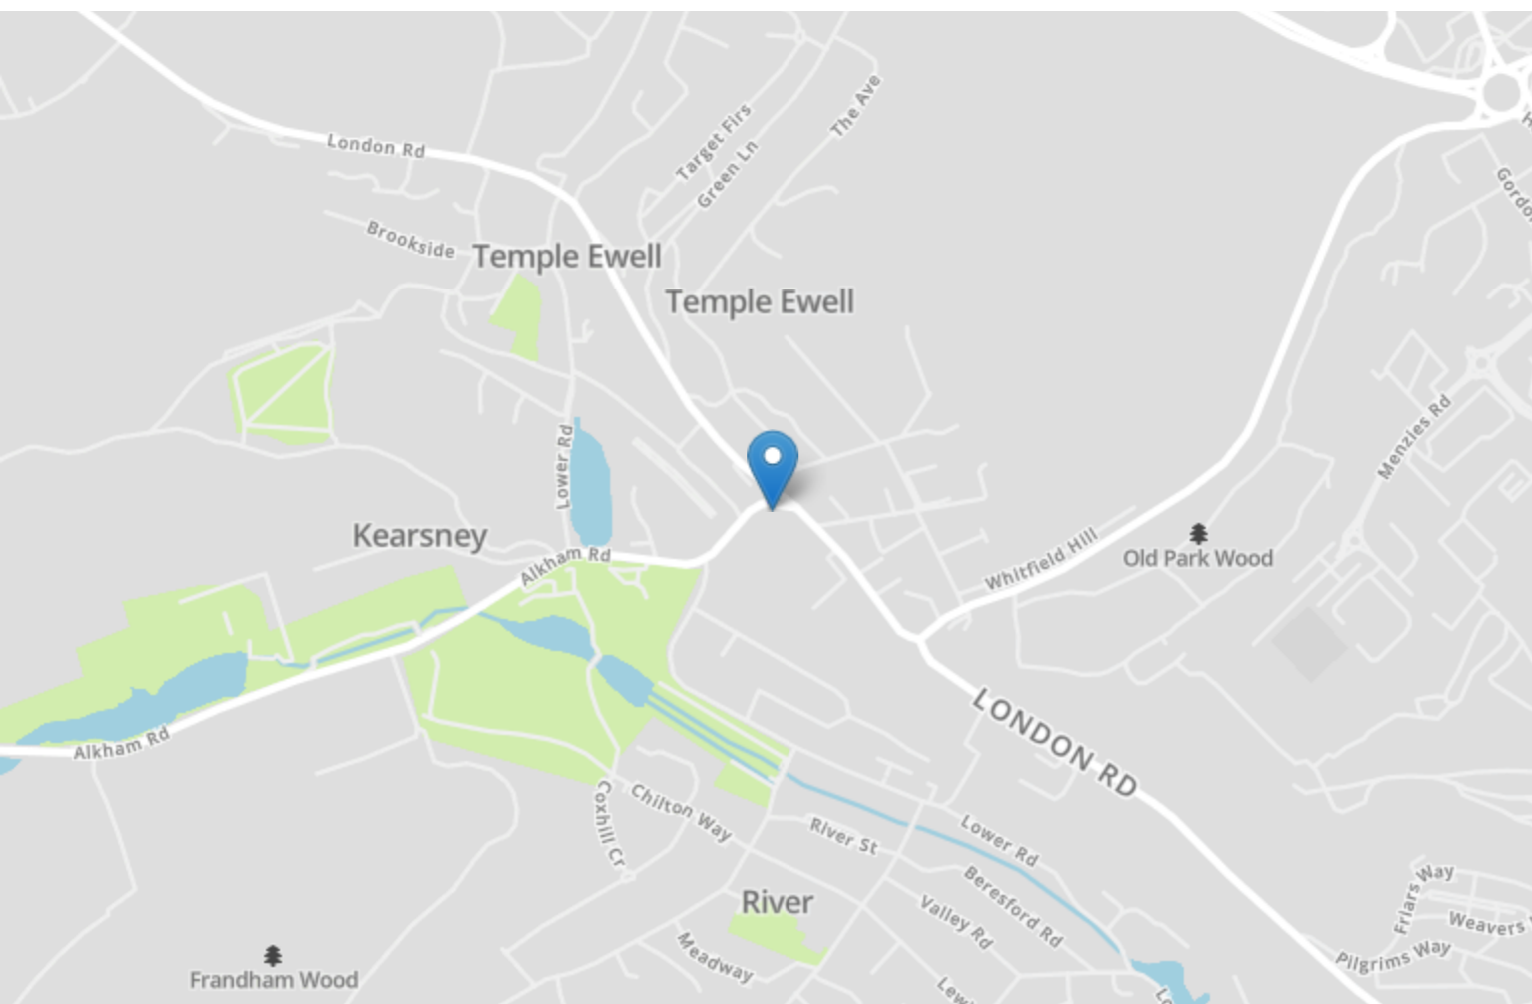 London Rd
Target Firs
Green Ln
The Ave
Brookside
Temple Ewell
Temple Ewell
Menzies Rd
Lower Rd
Kearsney
Alkham Rd
Whitfield Hill
Old Park Wood
LONDON RD
Alkham Rd
Coxhill Cr
Chilton Way
River St
Lower Rd
Beresford Rd
Valley Rd
River
Meadway
Frandham Wood
Friars Way
Weavers
Pilgrims Way